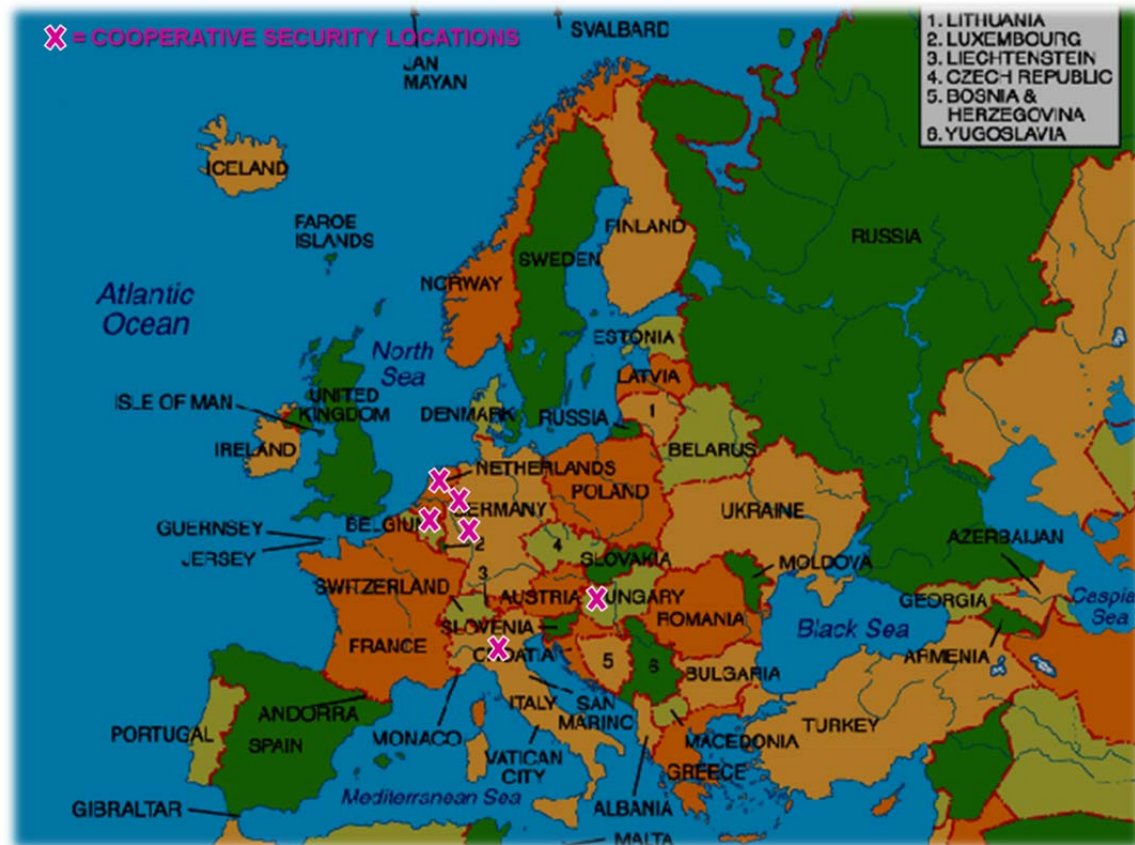 X = COOPERATIVE SECURITY LOCATIONS
SVALBARD
JAN
MAYAN
1. LITHUANIA
2. LUXEMBOURG
3. LIECHTENSTEIN
4. CZECH REPUBLIC
5. BOSNIA &
HERZEGOVINA
6. YUGOSLAVIA
ICELAND
FAROE
ISLANDS
FINLAND
RUSSIA
SWEDEN
NORWAY
Atlantic
Ocean
North
Sea
ESTONIA
LATVIA
ISLE OF MAN
UNITED
KINGDOM
DENMARK
RUSSIA
1
IRELAND
BELARUS
NETHERLANDS
POLAND
GERMANY
UKRAINE
BELGIUM
GUERNSEY
JERSEY
2
4
SLOVAKIA
AZERBAIJAN
MOLDOVA
3
SWITZERLAND
AUSTRIA
HUNGARY
ROMANIA
GEORGIA
Caspia
Sea
SLOVENIA
Black Sea
FRANCE
CROATIA
5
6
ARMENIA
BULGARIA
ITALY
SAN
MARINO
ANDORRA
PORTUGAL
SPAIN
MONACO
VATICAN
CITY
MACEDONIA
TURKEY
GREECE
Mediterranean Sea
GIBRALTAR
ALBANIA
MALTA